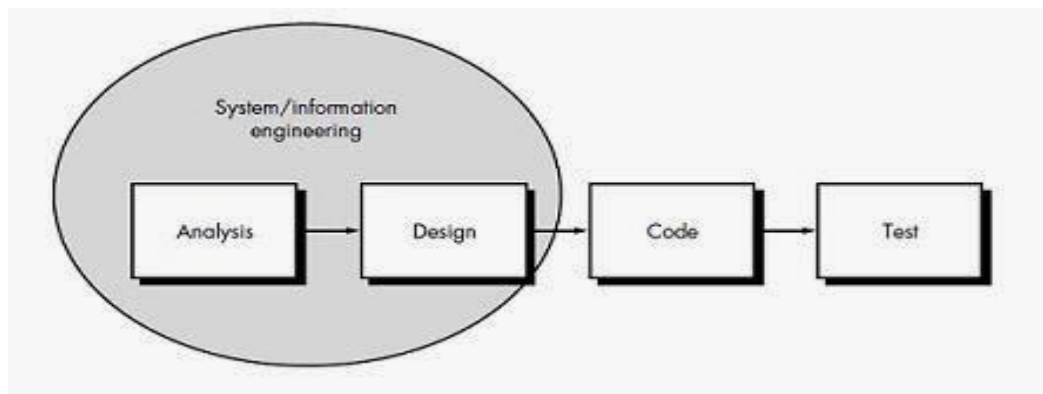 System/information
engineering
Analysis
Design
Code
Test